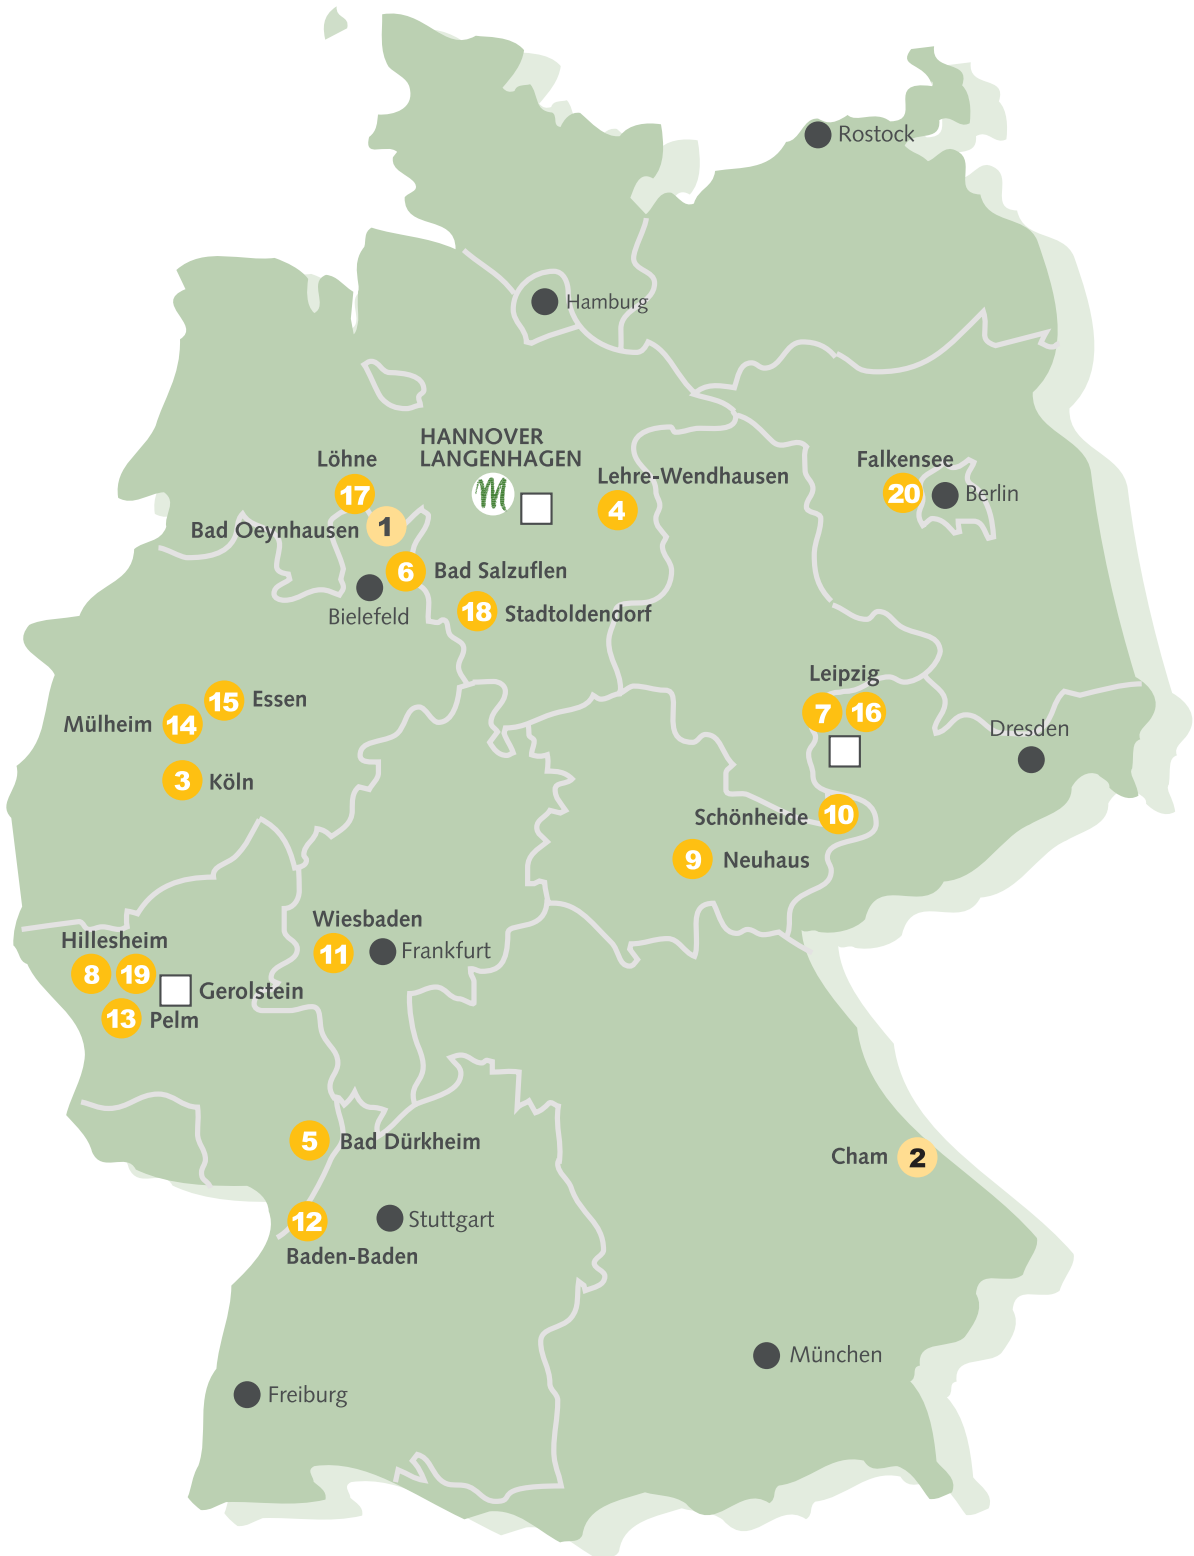 Rostock
Hamburg
HANNOVER
LANGENHAGEN
Löhne
17
M
Lehre-Wendhausen
4
Falkensee
20
Berlin
Bad Oeynhausen
1
6
Bad Salzuflen
Bielefeld
18
Stadtoldendorf
15
Essen
Mülheim
14
3
Köln
Leipzig
7
16
Dresden
Schönheide
10
9
Neuhaus
Wiesbaden
11
Frankfurt
Hillesheim
8
19
Gerolstein
13
Pelm
5
Bad Dürkheim
Cham
2
12
Stuttgart
Baden-Baden
München
Freiburg